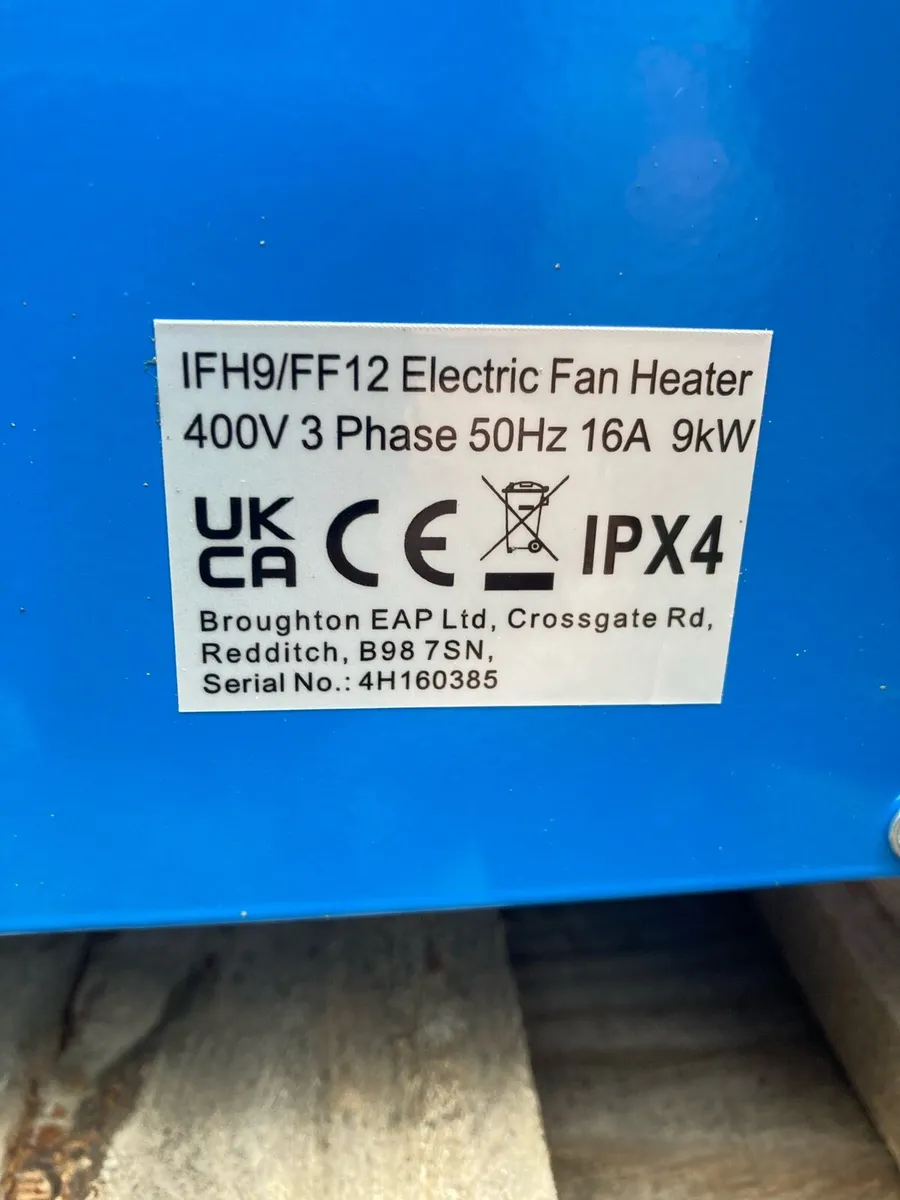 IFH9/FF12 Electric Fan Heater
400V 3 Phase 50Hz 16A 9kW
UK
CA CE IPX4
Broughton EAP Ltd, Crossgate Rd,
Redditch, B98 7SN,
Serial No.: 4H160385